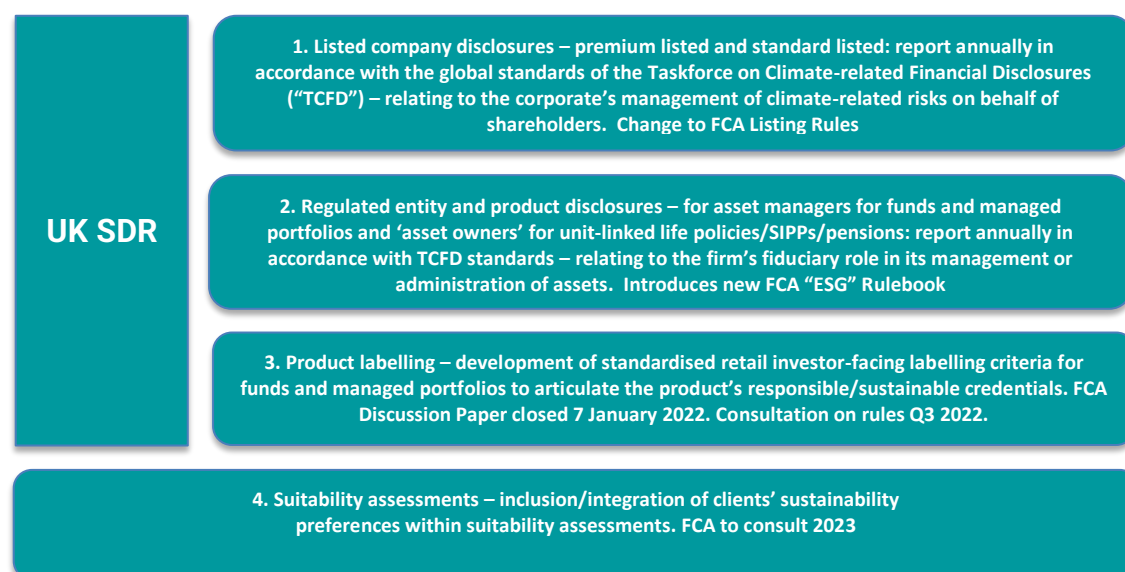 UK SDR
1. Listed company disclosures – premium listed and standard listed: report annually in
accordance with the global standards of the Taskforce on Climate-related Financial Disclosures
(“TCFD”) – relating to the corporate’s management of climate-related risks on behalf of
shareholders. Change to FCA Listing Rules
2. Regulated entity and product disclosures – for asset managers for funds and managed
portfolios and ‘asset owners’ for unit-linked life policies/SIPPs/pensions: report annually in
accordance with TCFD standards – relating to the firm’s fiduciary role in its management or
administration of assets. Introduces new FCA “ESG” Rulebook
3. Product labelling – development of standardised retail investor-facing labelling criteria for
funds and managed portfolios to articulate the product’s responsible/sustainable credentials. FCA
Discussion Paper closed 7 January 2022. Consultation on rules Q3 2022.
4. Suitability assessments – inclusion/integration of clients’ sustainability
preferences within suitability assessments. FCA to consult 2023